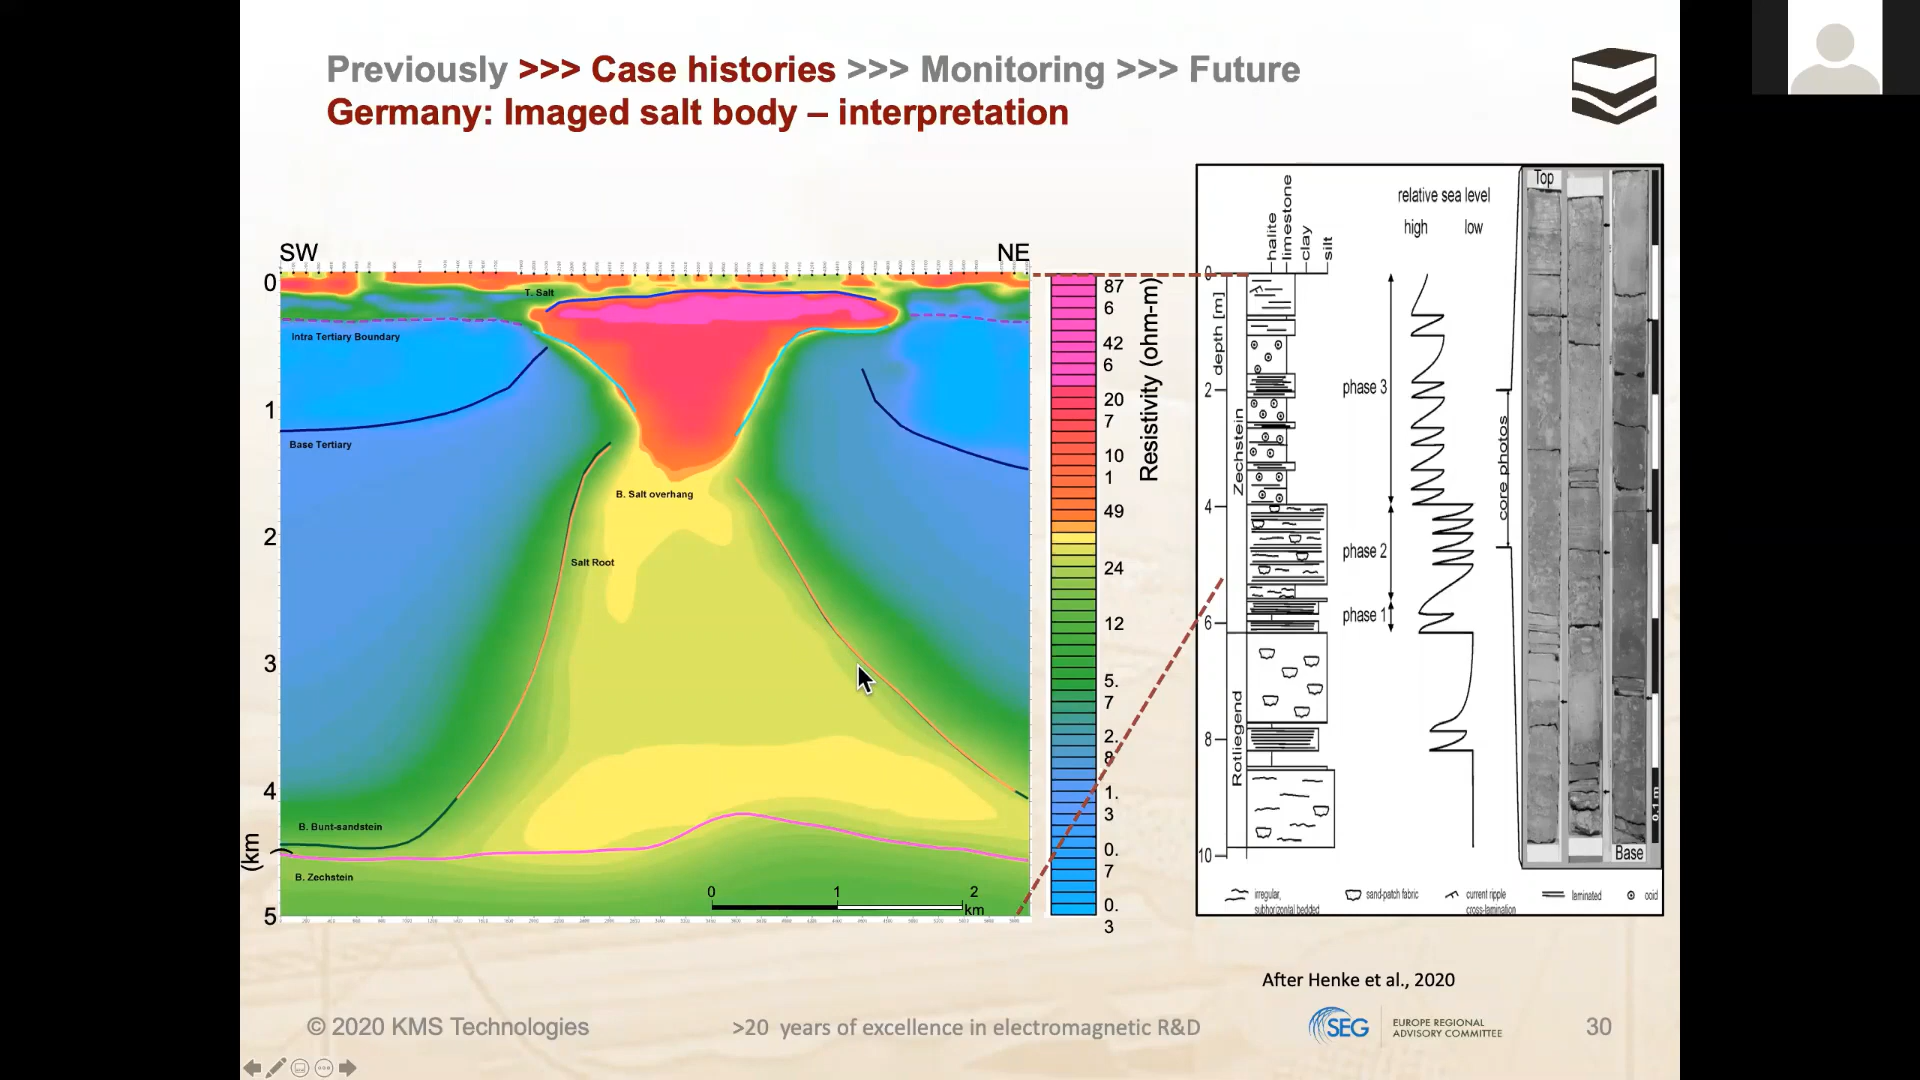 Previously >>> Case histories >>> Monitoring >>> Future
Germany: Imaged salt body – interpretation
SW
NE
0
1
2
3
4
5
(km
T. Salt
Intra Tertiary Boundary
Base Tertiary
B. Salt overhang
Salt Root
B. Bunt-sandstein
B. Zechstein
0 1 2
km
87
6
42
6
20
7
10
1
49
24
12
5.
7
2.
8
1.
3
0.
7
0.
3
Resistivity (ohm-m)
halite
limestone
clay
silt
relative sea level
high low
0
2
4
6
8
10
depth [m]
Zechstein
Rotliegend
phase 3
phase 2
phase 1
core photos
Top
Base
0.1 m
irregular,
subhorizontal bedded
sand-patch fabric
current ripple
cross-lamination
laminated
ooid
After Henke et al., 2020
© 2020 KMS Technologies
>20 years of excellence in electromagnetic R&D
SEG
EUROPE REGIONAL
ADVISORY COMMITTEE
30